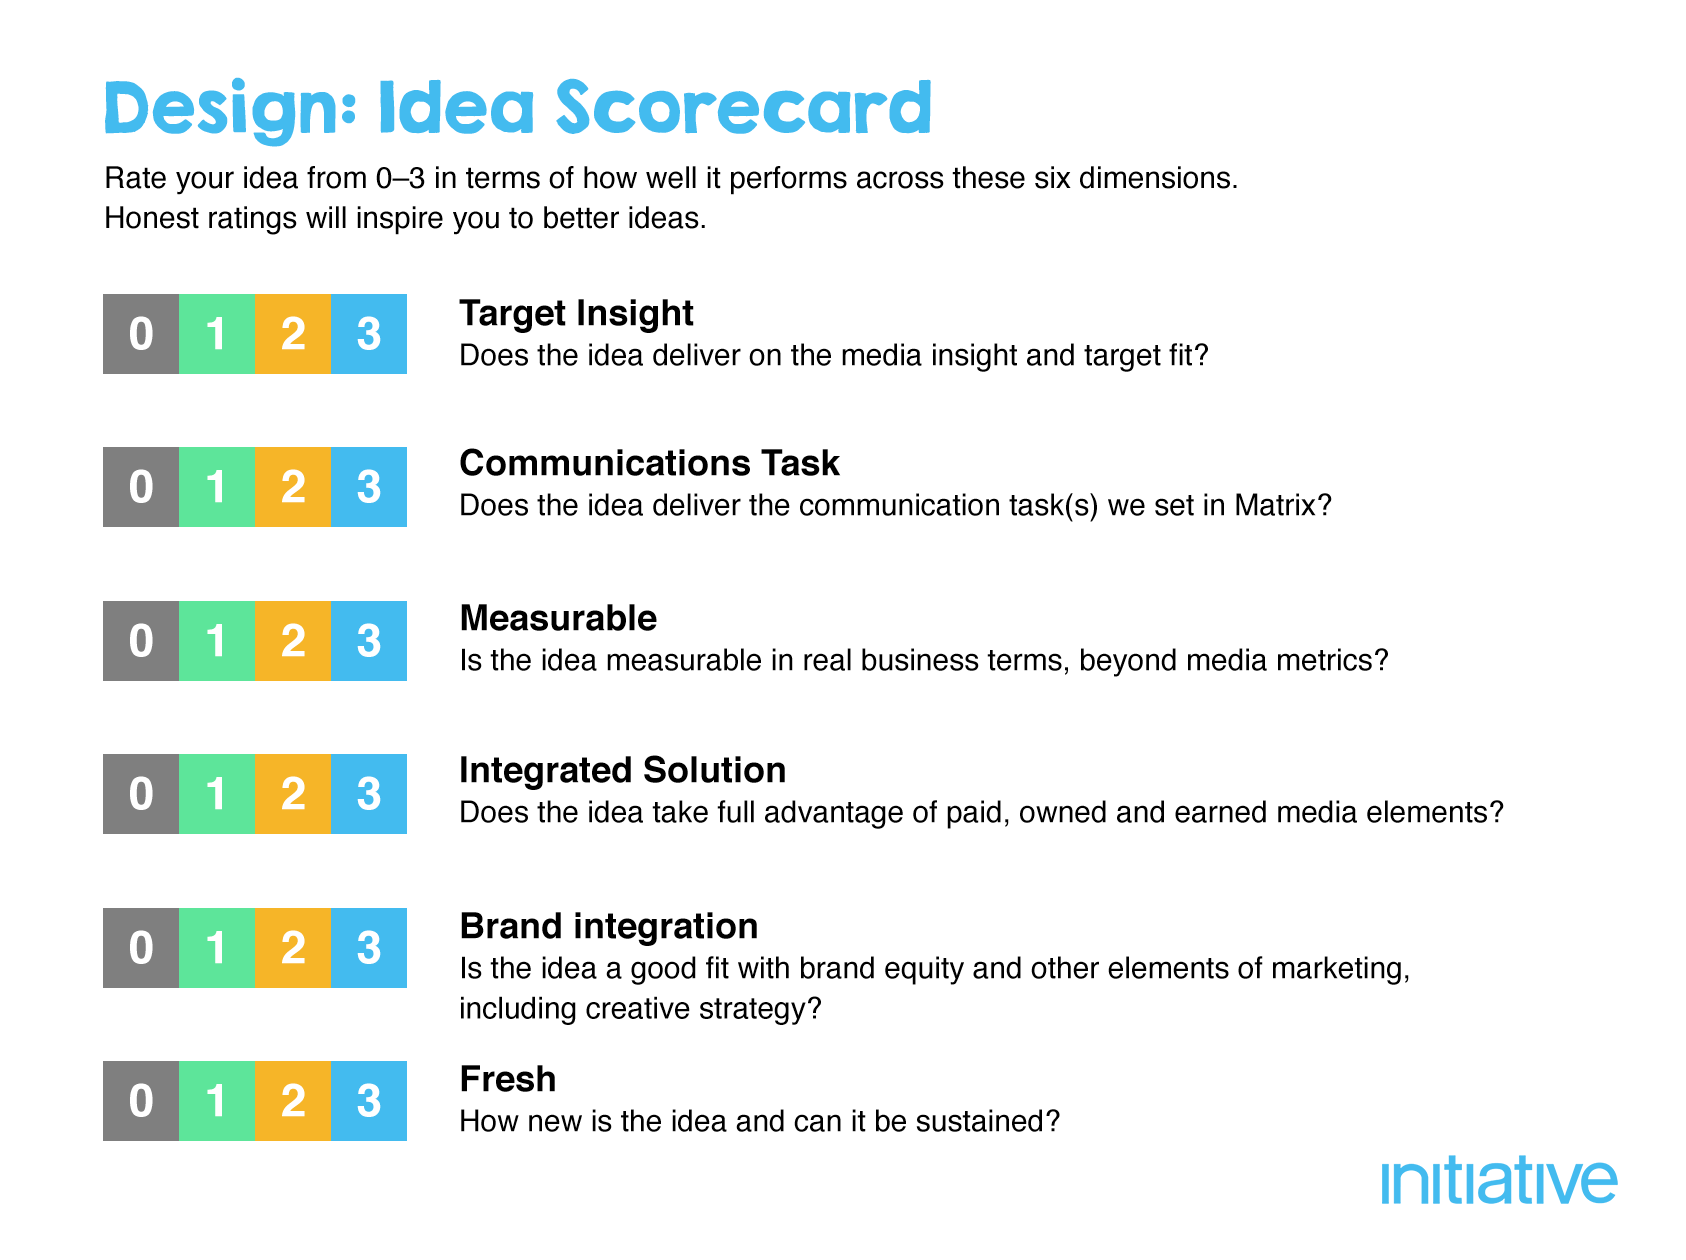 Design: Idea Scorecard
Rate your idea from 0–3 in terms of how well it performs across these six dimensions.
Honest ratings will inspire you to better ideas.
0 1 2 3
Target Insight
Does the idea deliver on the media insight and target fit?
0 1 2 3
Communications Task
Does the idea deliver the communication task(s) we set in Matrix?
0 1 2 3
Measurable
Is the idea measurable in real business terms, beyond media metrics?
0 1 2 3
Integrated Solution
Does the idea take full advantage of paid, owned and earned media elements?
0 1 2 3
Brand integration
Is the idea a good fit with brand equity and other elements of marketing,
including creative strategy?
0 1 2 3
Fresh
How new is the idea and can it be sustained?
initiative